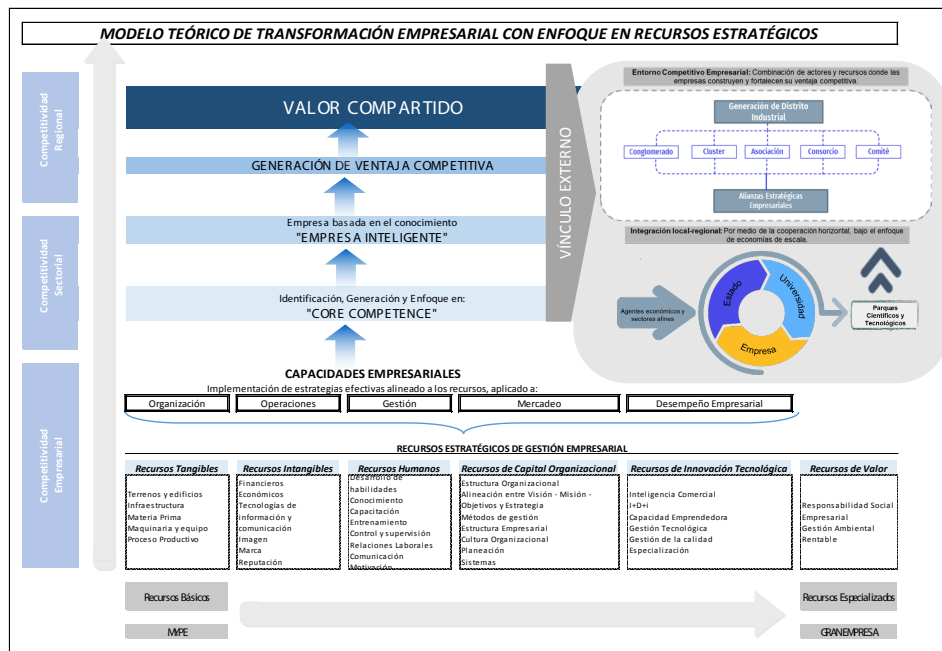 MODELO TEÓRICO DE TRANSFORMACIÓN EMPRESARIAL CON ENFOQUE EN RECURSOS ESTRATÉGICOS
Competitividad
Regional
VALOR COMPARTIDO
GENERACIÓN DE VENTAJA COMPETITIVA
Competitividad
Sectorial
Empresa basada en el conocimiento
"EMPRESA INTELIGENTE"
Identificación, Generación y Enfoque en:
"CORE COMPETENCE"
VÍNCULO EXTERNO
Entorno Competitivo Empresarial: Combinación de actores y recursos donde las
empresas construyen y fortalecen su ventaja competitiva.
Generación de Distrito
Industrial
Conglomerado
Cluster
Asociación
Consorcio
Comité
Alianzas Estratégicas
Empresariales
Integración local-regional: Por medio de la cooperación horizontal, bajo el enfoque
de economías de escala.
Agentes económicos y
sectores afines
Estado
Universidad
Empresa
Parques
Científicos y
Tecnológicos
Competitividad
Empresarial
CAPACIDADES EMPRESARIALES
Implementación de estrategias efectivas alineado a los recursos, aplicado a:
Organización
Operaciones
Gestión
Mercadeo
Desempeño Empresarial
RECURSOS ESTRATÉGICOS DE GESTIÓN EMPRESARIAL
Recursos Tangibles
Terrenos y edificios
Infraestructura
Materia Prima
Maquinaria y equipo
Proceso Productivo
Recursos Intangibles
Financieros
Económicos
Tecnologías de
información y
comunicación
Imagen
Marca
Reputación
Recursos Humanos
Desarrollo de
habilidades
Conocimiento
Capacitación
Entrenamiento
Control y supervisión
Relaciones Laborales
Comunicación
Motivación
Recursos de Capital Organizacional
Estructura Organizacional
Alineación entre Visión - Misión -
Objetivos y Estrategia
Métodos de gestión
Estructura Empresarial
Cultura Organizacional
Planeación
Sistemas
Recursos de Innovación Tecnológica
Inteligencia Comercial
I+D+i
Capacidad Emprendedora
Gestión Tecnológica
Gestión de la calidad
Especialización
Recursos de Valor
Responsabilidad Social
Empresarial
Gestión Ambiental
Rentable
Recursos Básicos
Recursos Especializados
MYPE
GRAN EMPRESA